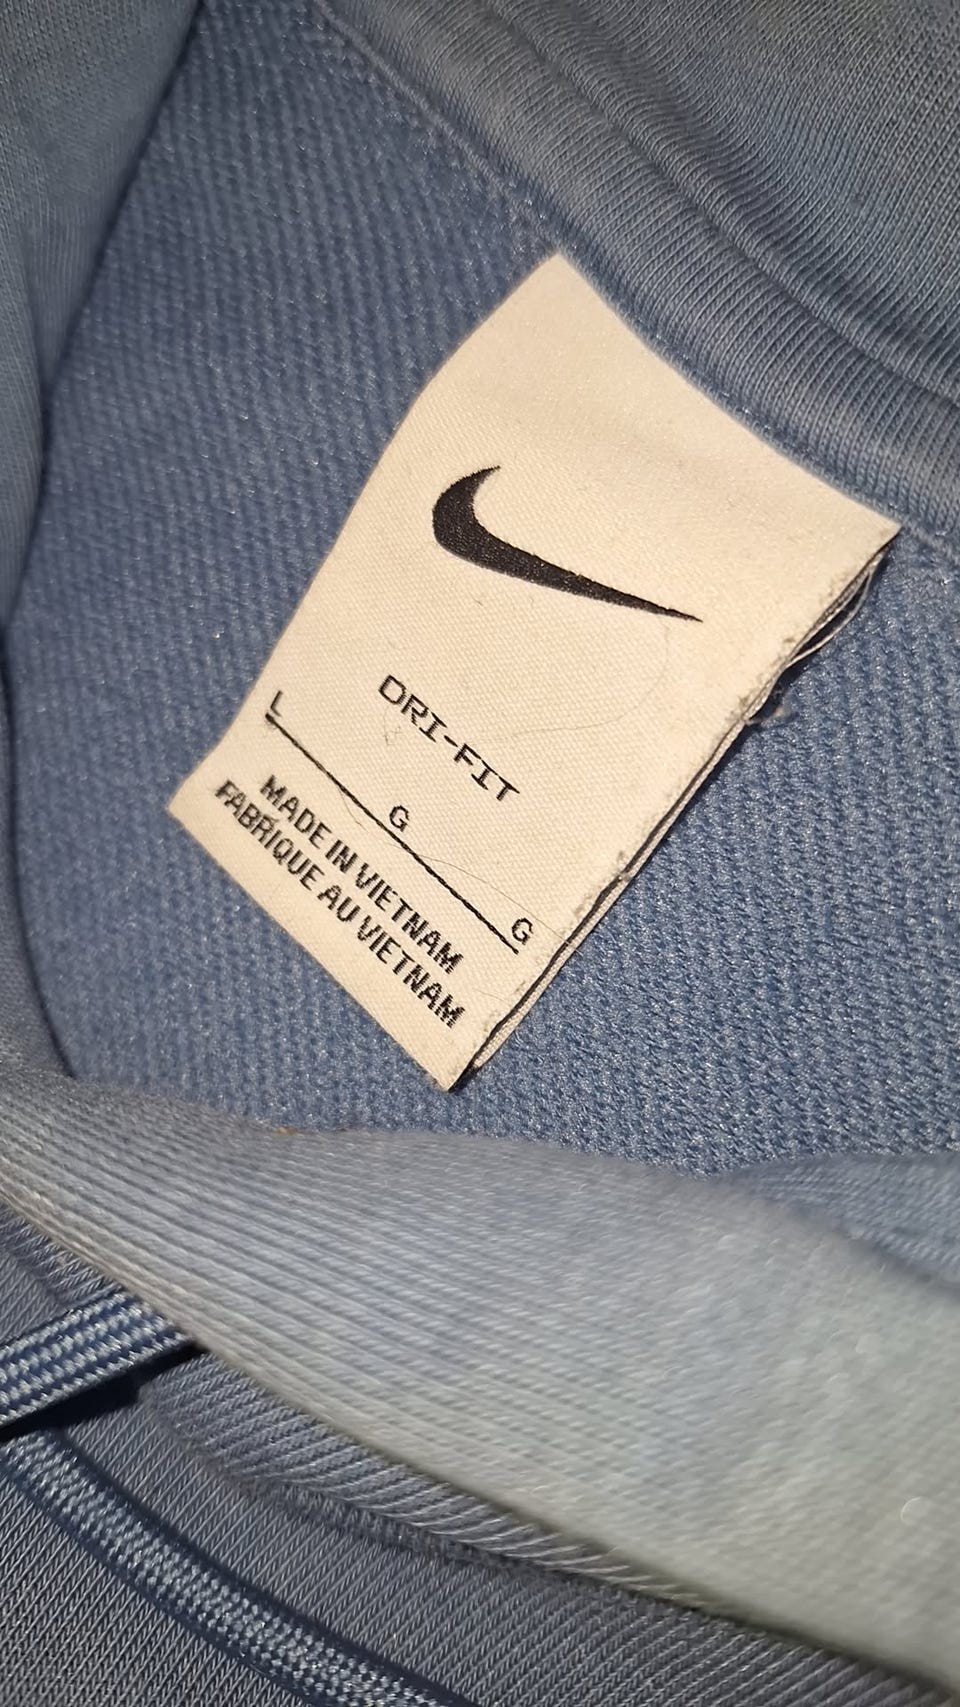 DRI-FIT
L G G
MADE IN VIETNAM
FABRIQUE AU VIETNAM